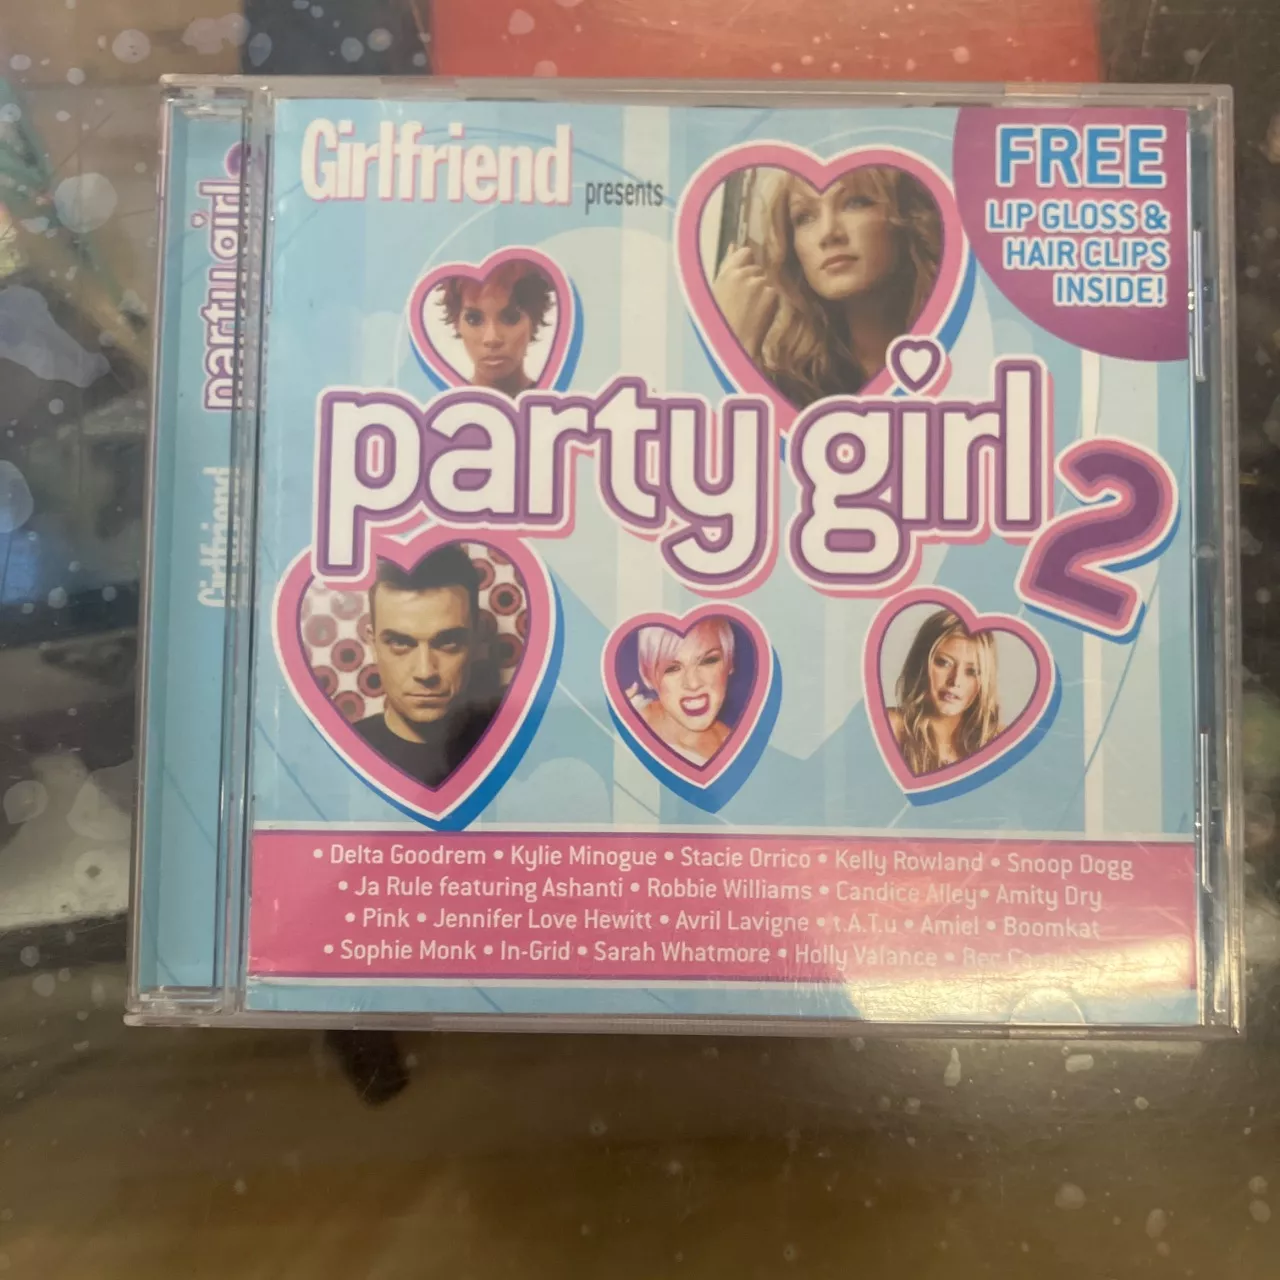 Girlfriend presents
FREE
LIP GLOSS &
HAIR CLIPS
INSIDE!
party girl 2
• Delta Goodrem • Kylie Minogue • Stacie Orrico • Kelly Rowland • Snoop Dogg
• Ja Rule featuring Ashanti • Robbie Williams • Candice Alley • Amity Dry
• Pink • Jennifer Love Hewitt • Avril Lavigne • t.A.T.u • Amiel • Boomkat
• Sophie Monk • In-Grid • Sarah Whatmore • Holly Valance • Bec
Girlfriend party girl 2